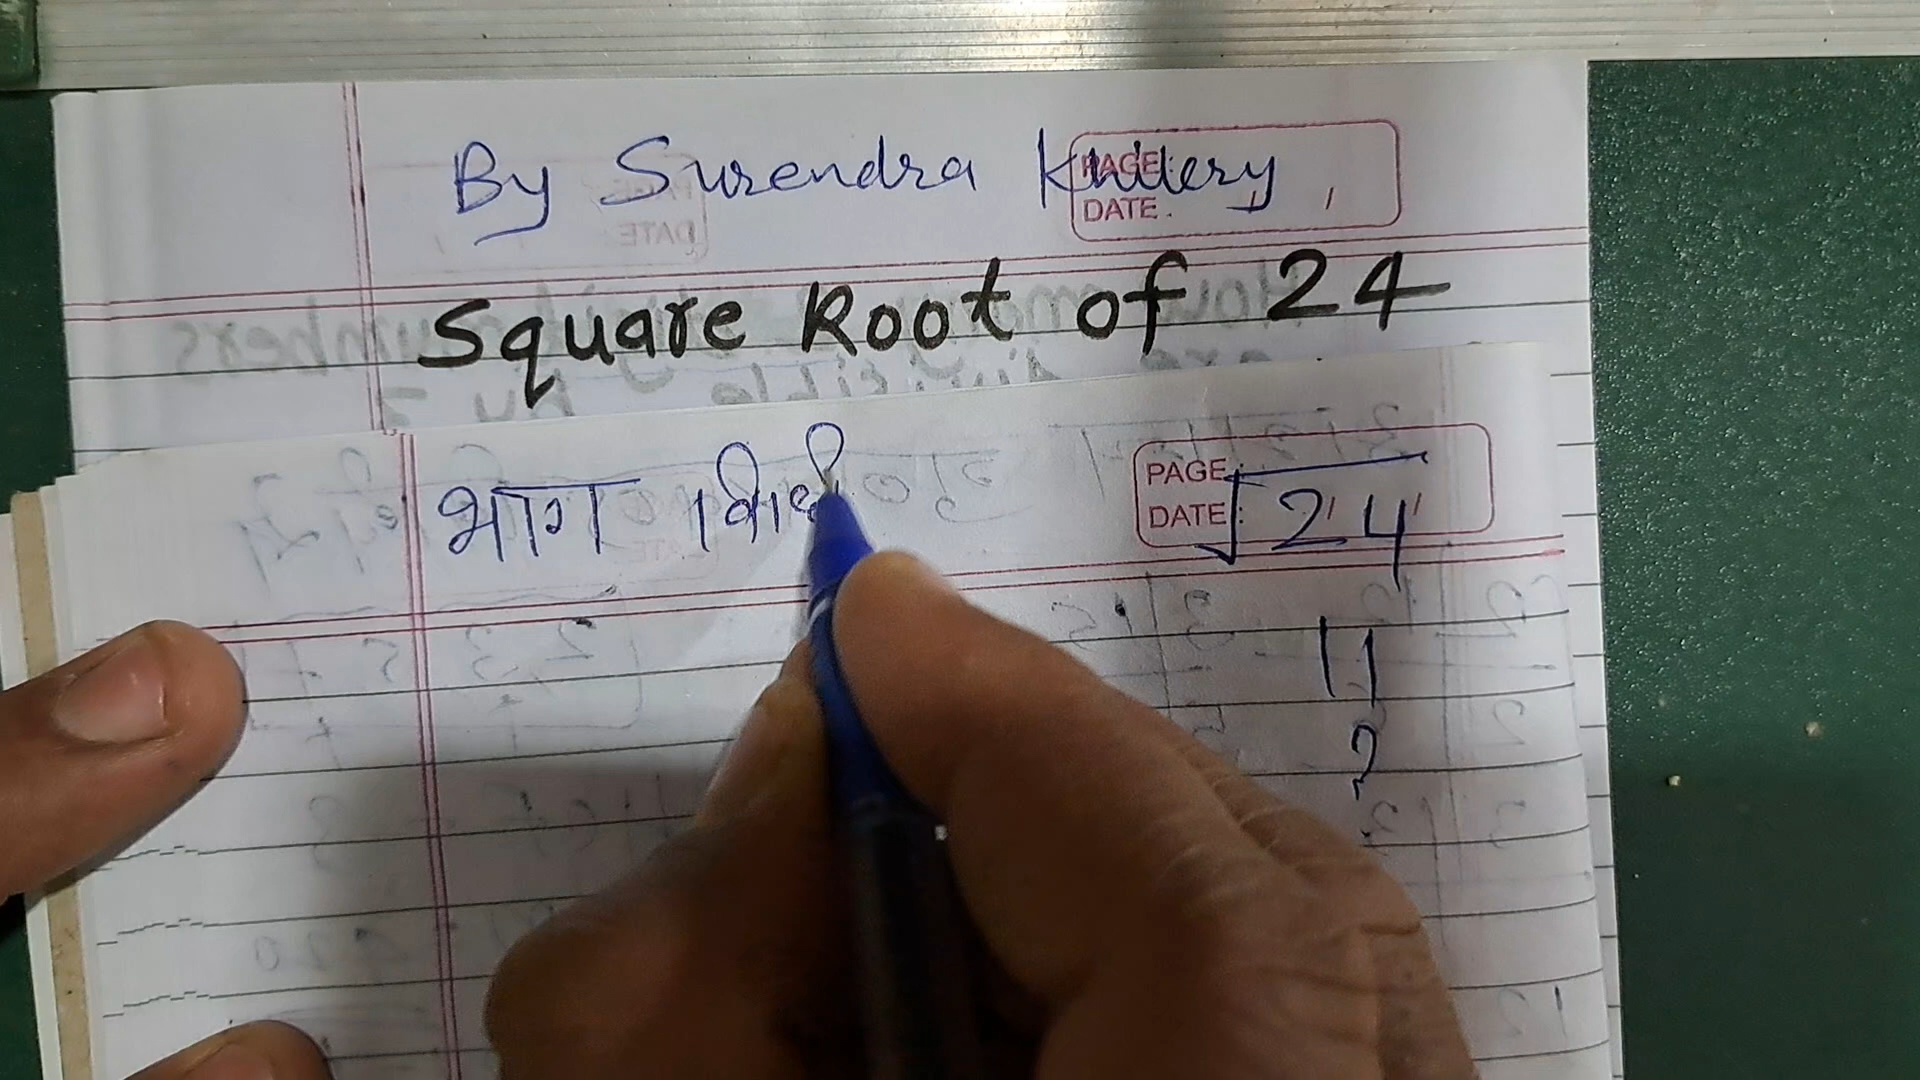 By Surendra Khilery
PAGE:
DATE.
Square Root of 24
भाग विधी
PAGE:
DATE:
√24
||
?